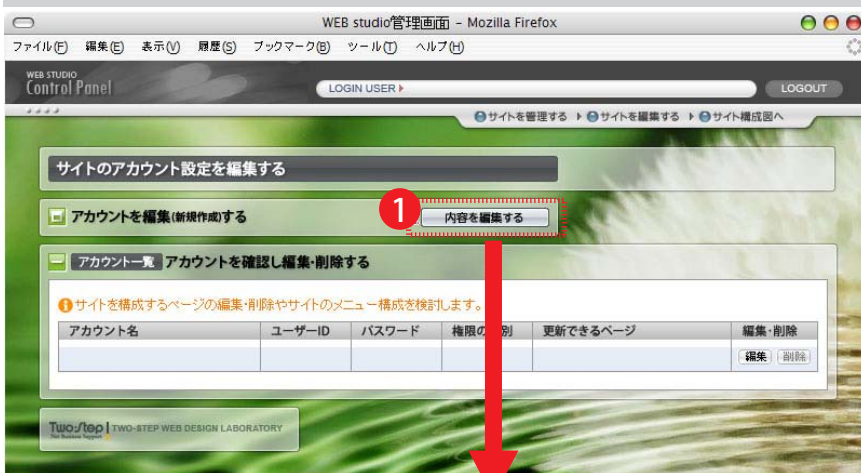 WEB studio管理画面 - Mozilla Firefox
ファイル(F) 編集(E) 表示(V) 履歴(S) ブックマーク(B) ツール(T) ヘルプ(H)
WEB STUDIO
Control Panel
LOGIN USER
LOGOUT
サイトを管理する サイトを編集する サイト構成図へ
サイトのアカウント設定を編集する
アカウントを編集(新規作成)する
1
内容を編集する
アカウント一覧 アカウントを確認し編集・削除する
サイトを構成するページの編集・削除やサイトのメニュー構成を検討します。
アカウント名 ユーザーID パスワード 権限の 別 更新できるページ 編集・削除
編集 削除
Two-Step TWO-STEP WEB DESIGN LABORATORY